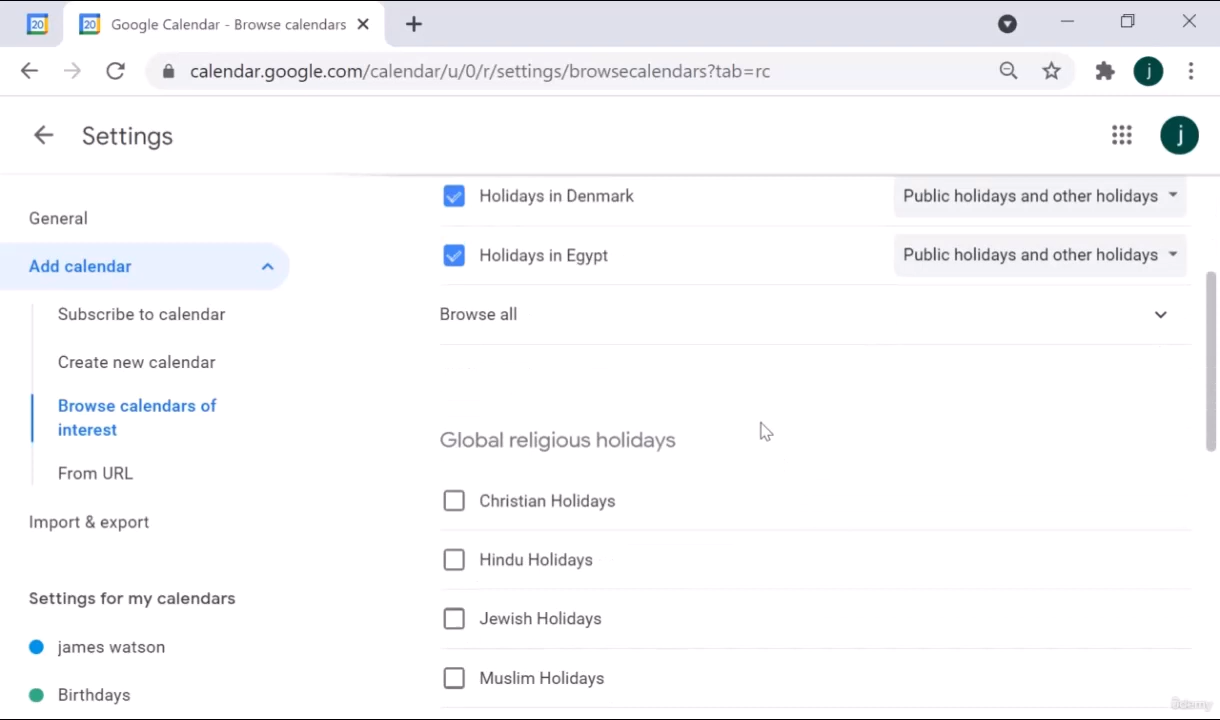 20
20 Google Calendar - Browse calendars
calendar.google.com/calendar/u/0/r/settings/browsecalendars?tab=rc
j
Settings
j
General
Add calendar
Subscribe to calendar
Create new calendar
Browse calendars of
interest
From URL
Import & export
Settings for my calendars
james watson
Birthdays
Holidays in Denmark
Public holidays and other holidays
Holidays in Egypt
Public holidays and other holidays
Browse all
Global religious holidays
Christian Holidays
Hindu Holidays
Jewish Holidays
Muslim Holidays
ûdemy